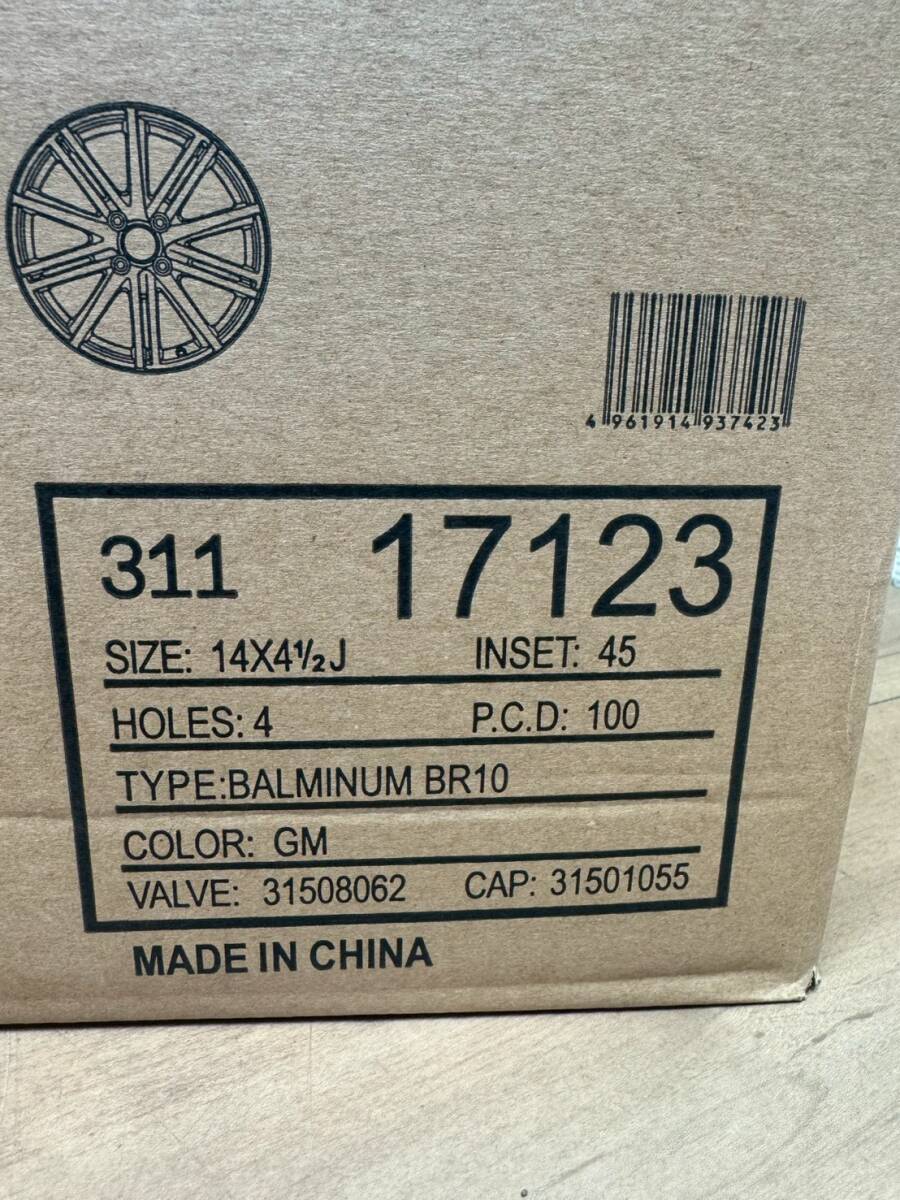 4 961914 937423
311 17123
SIZE: 14X4½J INSET: 45
HOLES: 4 P.C.D: 100
TYPE:BALMINUM BR10
COLOR: GM
VALVE: 31508062 CAP: 31501055
MADE IN CHINA